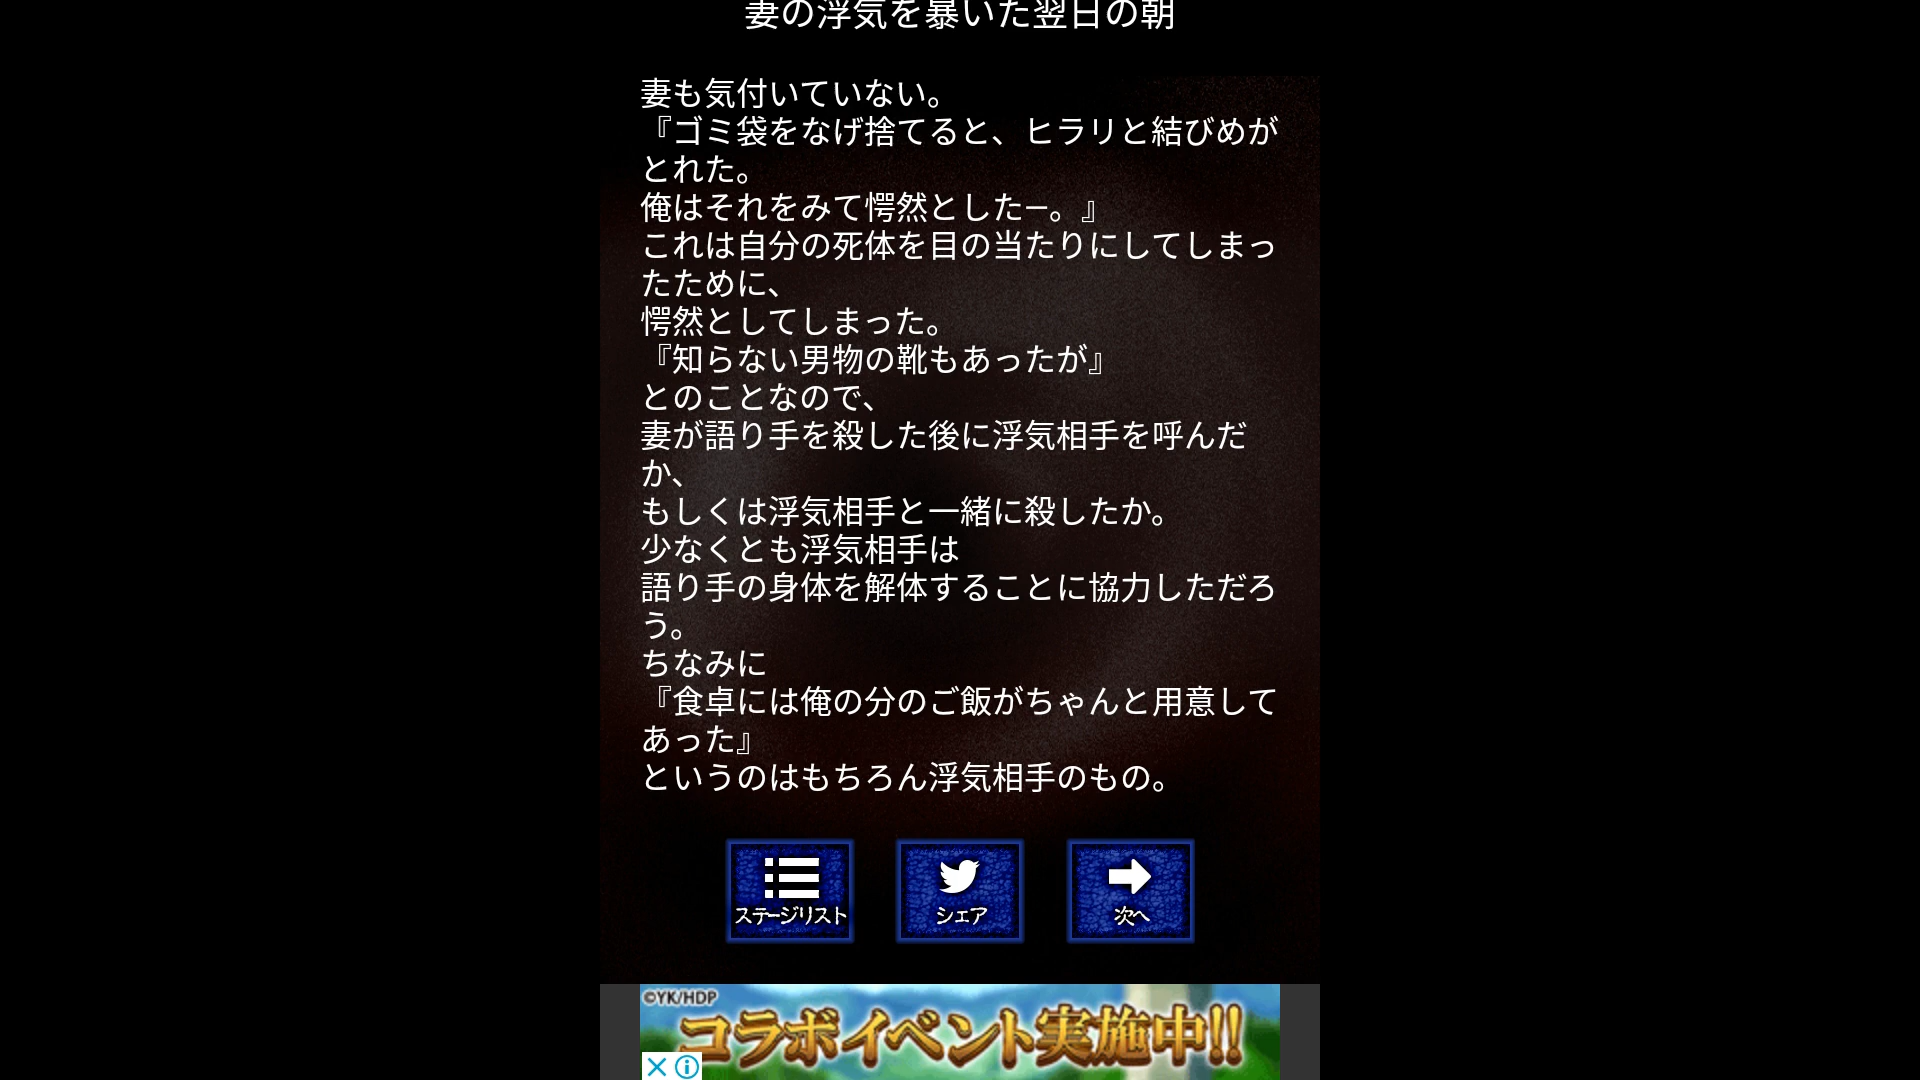 妻の浮気を暴いた翌日の朝
妻も気付いていない。
『ゴミ袋をなげ捨てると、ヒラリと結びめが
とれた。
俺はそれをみて愕然とした―。』
これは自分の死体を目の当たりにしてしまっ
たために、
愕然としてしまった。
『知らない男物の靴もあったが』
とのことなので、
妻が語り手を殺した後に浮気相手を呼んだ
か、
もしくは浮気相手と一緒に殺したか。
少なくとも浮気相手は
語り手の身体を解体することに協力しただろ
う。
ちなみに
『食卓には俺の分のご飯がちゃんと用意して
あった』
というのはもちろん浮気相手のもの。
ステージリスト
シェア
次へ
©YK/HDP
コラボイベント実施中!!